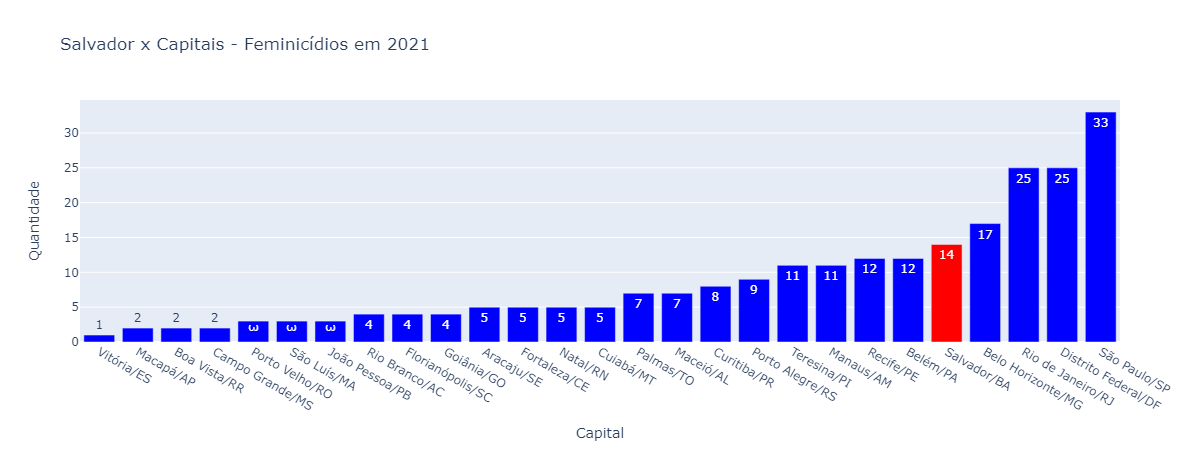 Salvador x Capitais - Feminicídios em 2021
Quantidade
30
25
20
15
10
5
0
1
2
2
2
3
3
3
4
4
4
5
5
5
5
7
7
8
9
11
11
12
12
14
17
25
25
33
Vitória/ES
Macapá/AP
Boa Vista/RR
Campo Grande/MS
Porto Velho/RO
São Luís/MA
João Pessoa/PB
Rio Branco/AC
Florianópolis/SC
Goiânia/GO
Aracaju/SE
Fortaleza/CE
Natal/RN
Cuiabá/MT
Palmas/TO
Maceió/AL
Curitiba/PR
Porto Alegre/RS
Teresina/PI
Manaus/AM
Recife/PE
Belém/PA
Salvador/BA
Belo Horizonte/MG
Rio de Janeiro/RJ
Distrito Federal/DF
São Paulo/SP
Capital